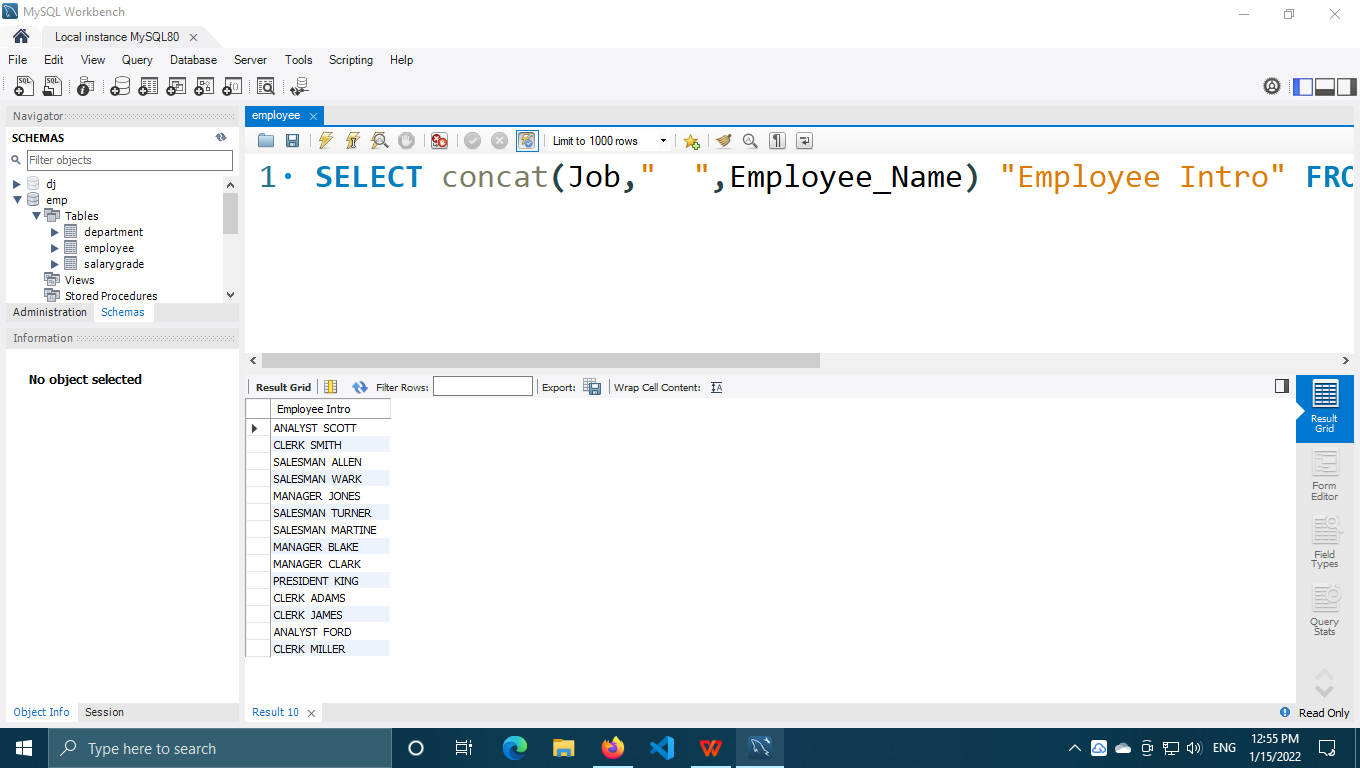 MySQL Workbench
Local instance MySQL80
File Edit View Query Database Server Tools Scripting Help
Navigator
SCHEMAS
Filter objects
dj
emp
Tables
department
employee
salarygrade
Views
Stored Procedures
Administration Schemas
Information
No object selected
Object Info Session
employee
Limit to 1000 rows
1 SELECT concat(Job,"  ",Employee_Name) "Employee Intro" FRO
Result Grid Filter Rows: Export: Wrap Cell Content:
Employee Intro
ANALYST  SCOTT
CLERK  SMITH
SALESMAN  ALLEN
SALESMAN  WARK
MANAGER  JONES
SALESMAN  TURNER
SALESMAN  MARTINE
MANAGER  BLAKE
MANAGER  CLARK
PRESIDENT  KING
CLERK  ADAMS
CLERK  JAMES
ANALYST  FORD
CLERK  MILLER
Result
Grid
Form
Editor
Field
Types
Query
Stats
Result 10
Read Only
Type here to search
ENG
12:55 PM
1/15/2022